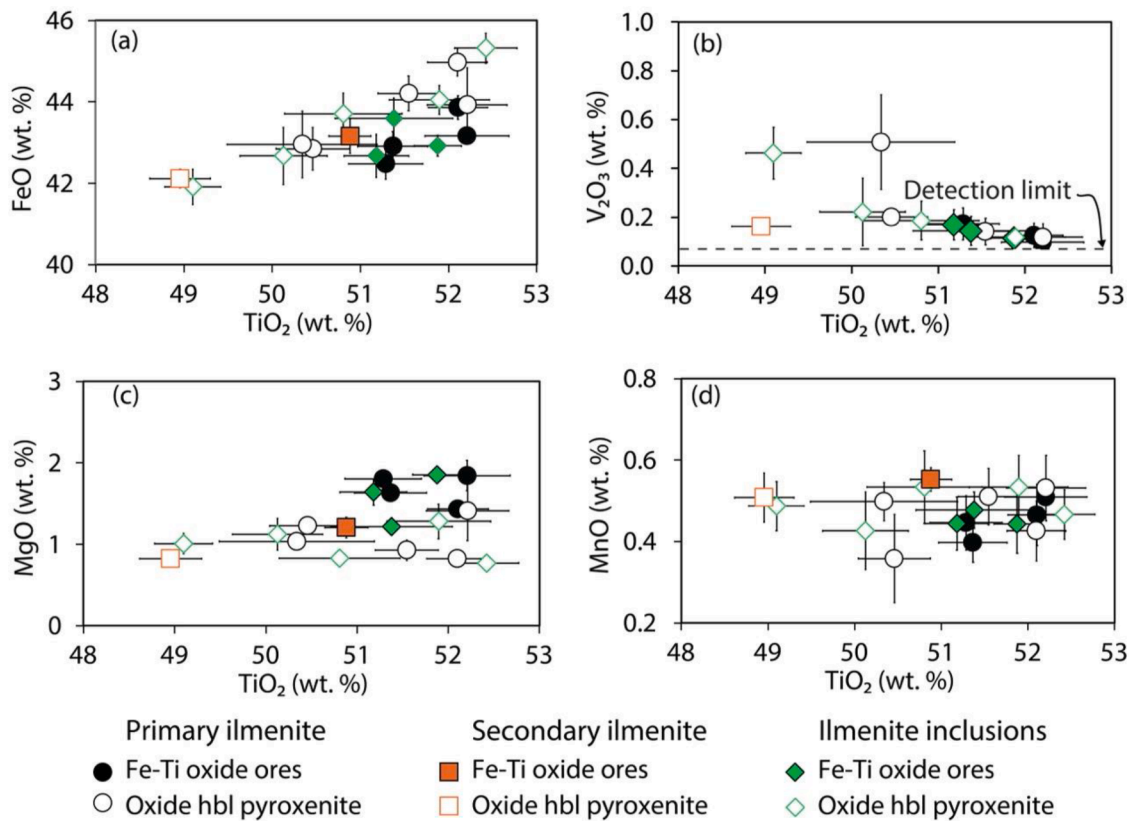 (a)
FeO (wt. %)
46
44
42
40
48 49 50 51 52 53
TiO₂ (wt. %)
(b)
V₂O₃ (wt. %)
1.0
0.8
0.6
0.4
0.2
0.0
Detection limit
48 49 50 51 52 53
TiO₂ (wt. %)
(c)
MgO (wt. %)
3
2
1
0
48 49 50 51 52 53
TiO₂ (wt. %)
(d)
MnO (wt. %)
0.8
0.6
0.4
0.2
48 49 50 51 52 53
TiO₂ (wt. %)
Primary ilmenite
Fe-Ti oxide ores
Oxide hbl pyroxenite
Secondary ilmenite
Fe-Ti oxide ores
Oxide hbl pyroxenite
Ilmenite inclusions
Fe-Ti oxide ores
Oxide hbl pyroxenite